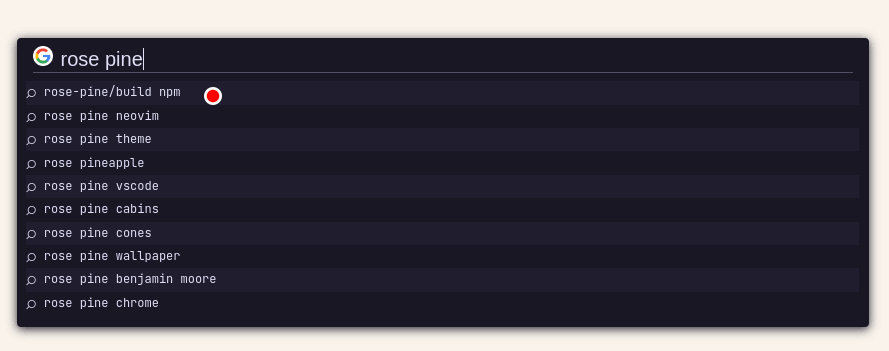 rose pine
rose-pine/build npm
rose pine neovim
rose pine theme
rose pineapple
rose pine vscode
rose pine cabins
rose pine cones
rose pine wallpaper
rose pine benjamin moore
rose pine chrome